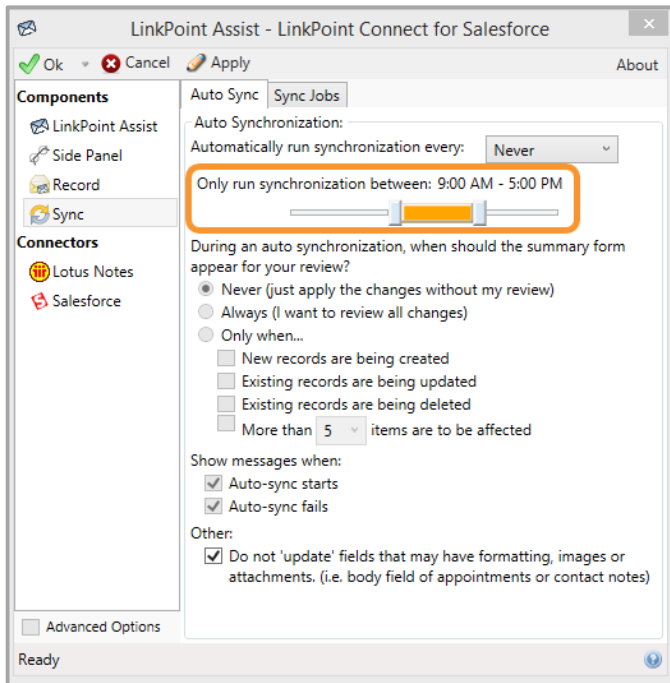 LinkPoint Assist - LinkPoint Connect for Salesforce
Ok Cancel Apply About
Components
LinkPoint Assist
Side Panel
Record
Sync
Connectors
Lotus Notes
Salesforce
Advanced Options
Auto Sync Sync Jobs
Auto Synchronization:
Automatically run synchronization every: Never
Only run synchronization between: 9:00 AM - 5:00 PM
During an auto synchronization, when should the summary form
appear for your review?
Never (just apply the changes without my review)
Always (I want to review all changes)
Only when...
New records are being created
Existing records are being updated
Existing records are being deleted
More than 5 items are to be affected
Show messages when:
Auto-sync starts
Auto-sync fails
Other:
Do not 'update' fields that may have formatting, images or
attachments. (i.e. body field of appointments or contact notes)
Ready